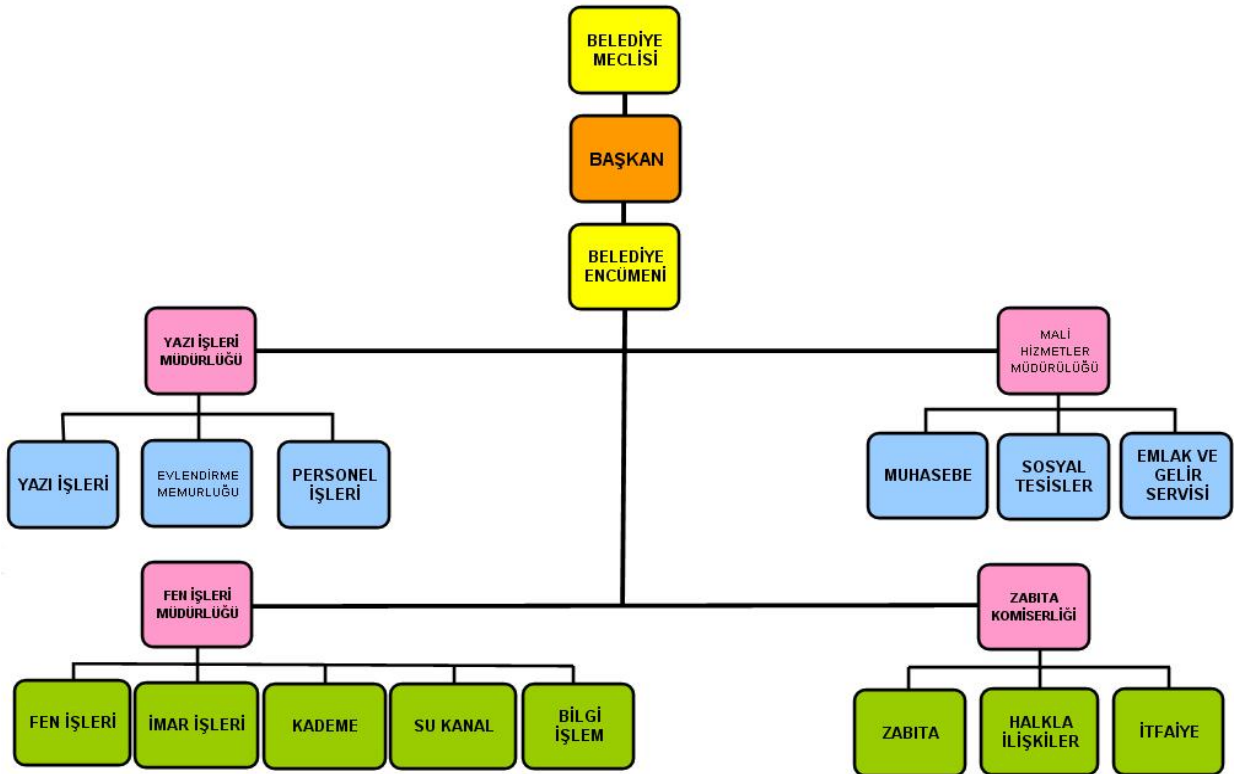 BELEDİYE
MECLİSİ
BAŞKAN
BELEDİYE
ENCÜMENİ
YAZI İŞLERİ
MÜDÜRLÜĞÜ
MALİ
HİZMETLER
MÜDÜRÜLÜĞÜ
YAZI İŞLERİ
EVLENDİRME
MEMURLUĞU
PERSONEL
İŞLERİ
MUHASEBE
SOSYAL
TESİSLER
EMLAK VE
GELİR
SERVİSİ
FEN İŞLERİ
MÜDÜRLÜĞÜ
ZABITA
KOMİSERLİĞİ
FEN İŞLERİ
İMAR İŞLERİ
KADEME
SU KANAL
BİLGİ
İŞLEM
ZABITA
HALKLA
İLİŞKİLER
İTFAİYE